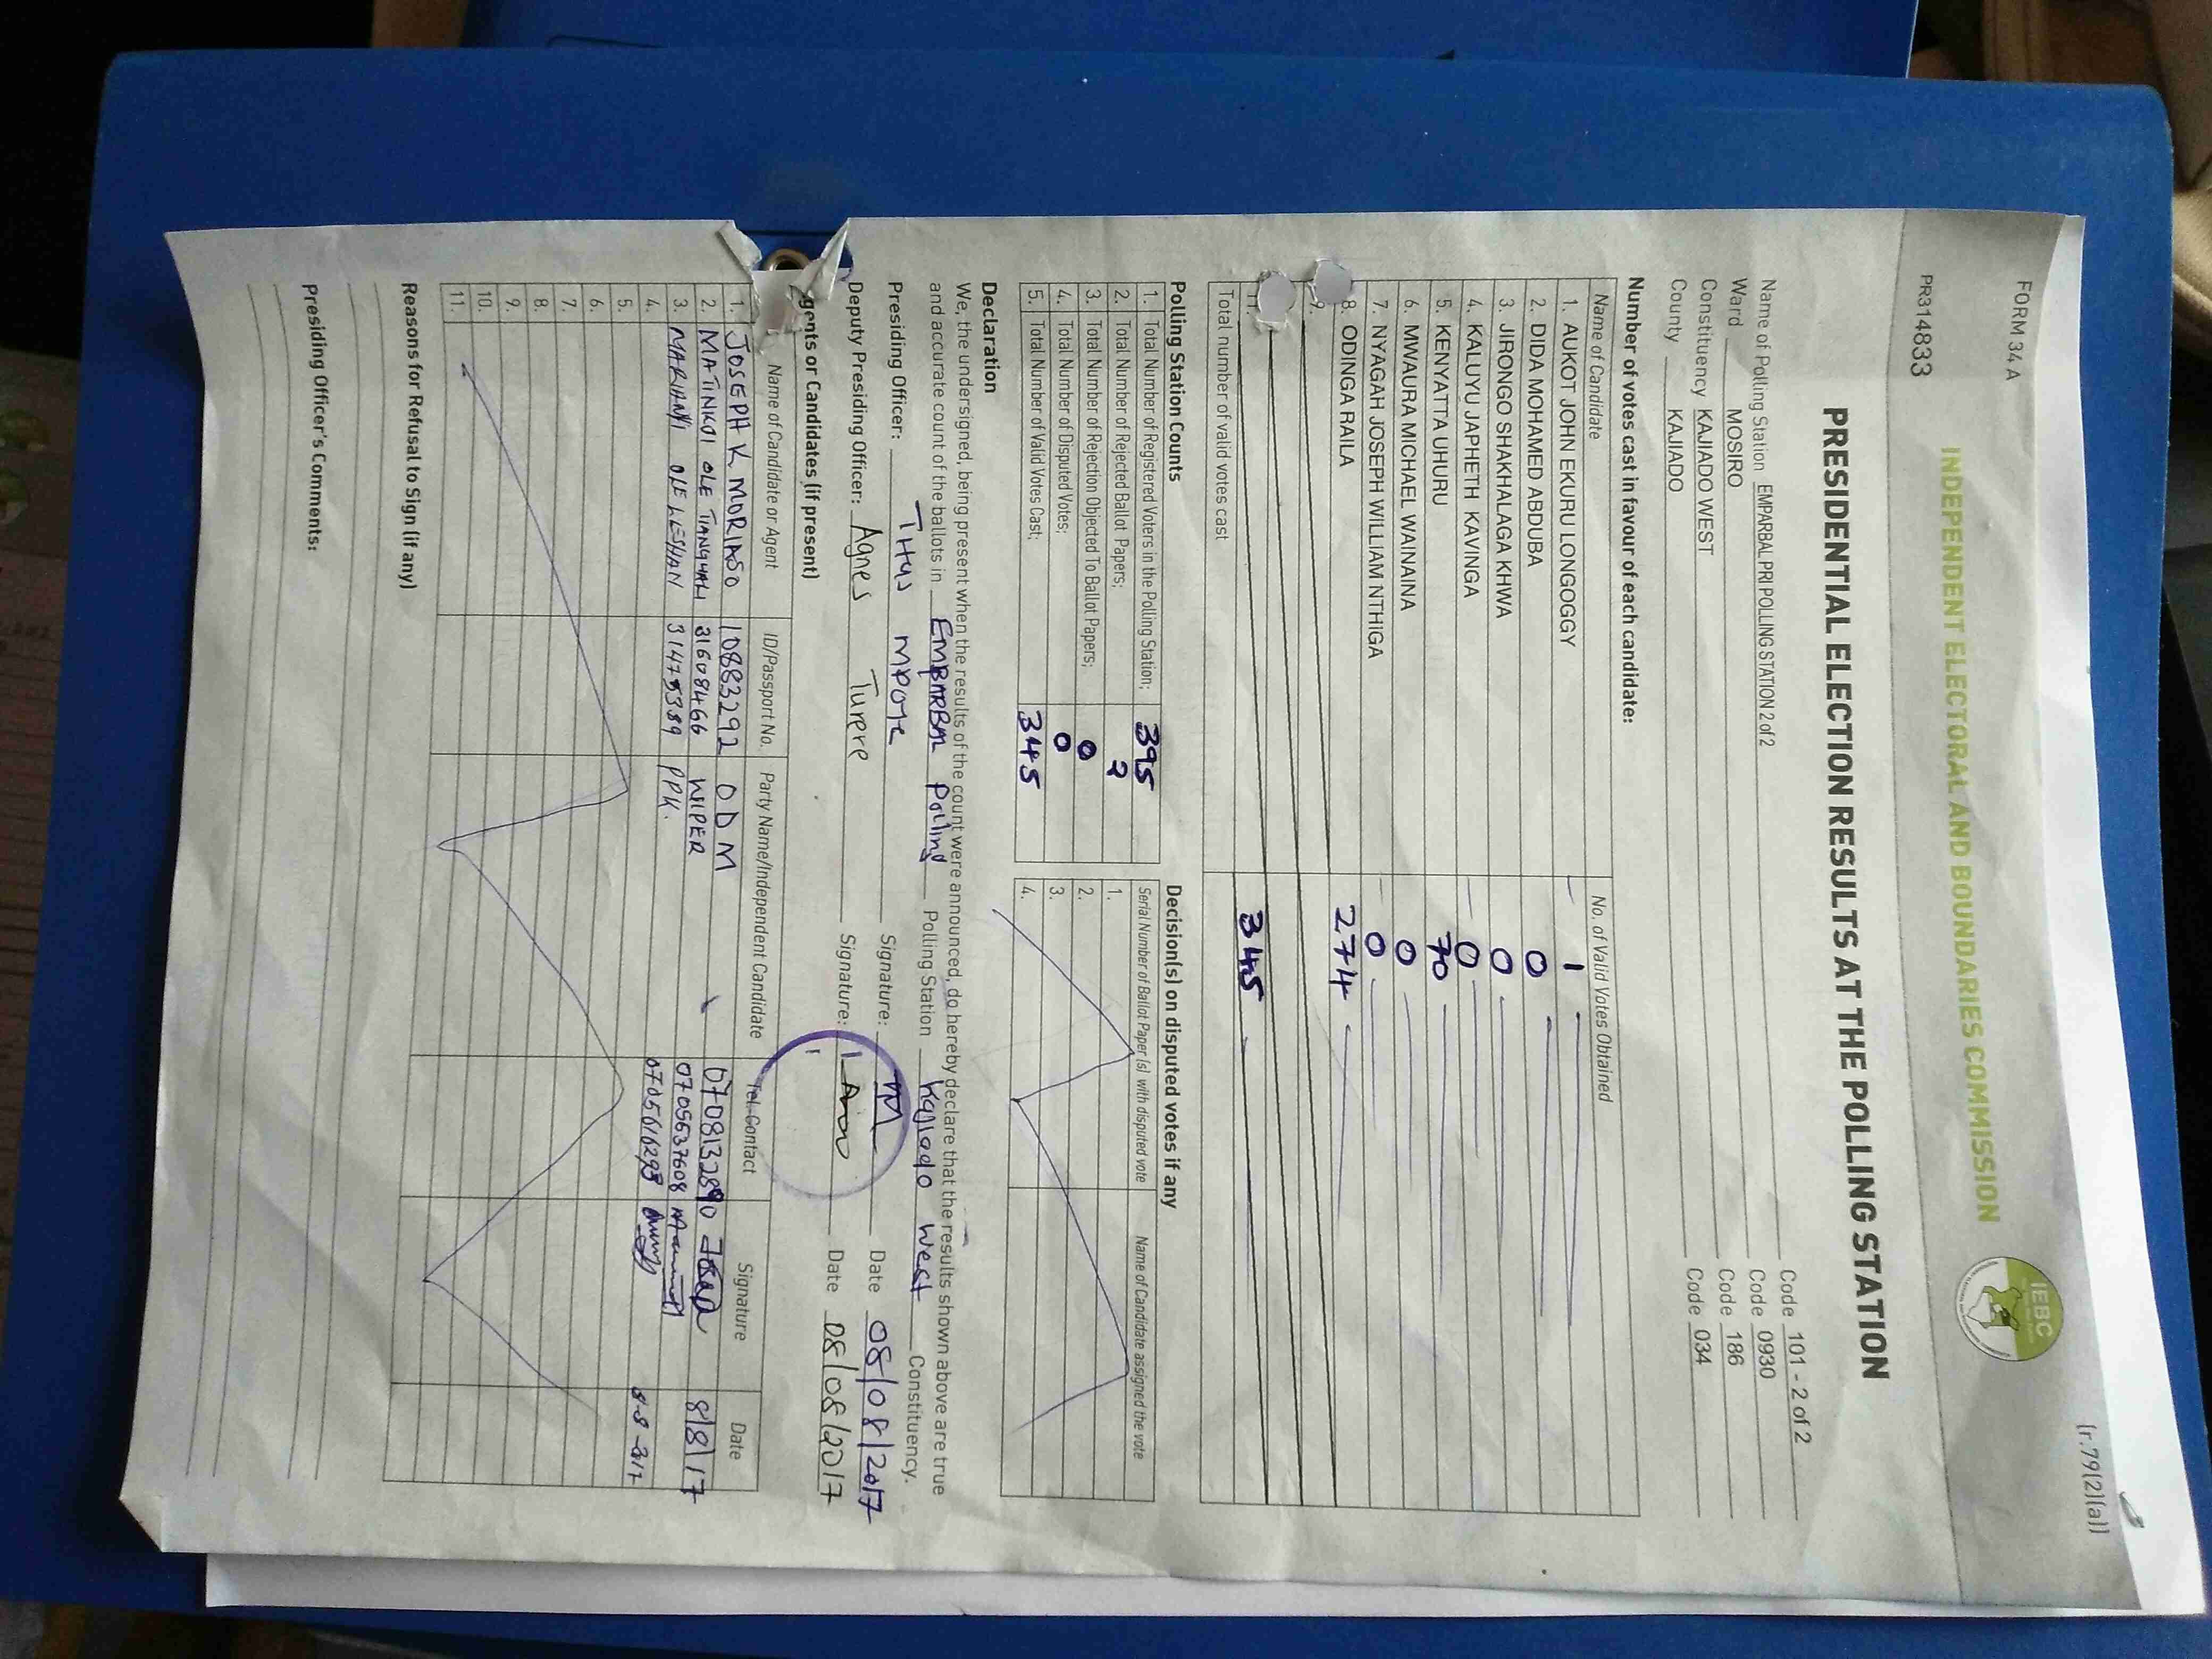 FORM 34 A
(r.79(2)(a))
INDEPENDENT ELECTORAL AND BOUNDARIES COMMISSION
IEBC
PR314833
PRESIDENTIAL ELECTION RESULTS AT THE POLLING STATION
Name of Polling Station EMPARBAL PRI POLLING STATION 2 of 2 Code 101 - 2 of 2
Ward MOSIRO Code 0930
Constituency KAJIADO WEST Code 186
County KAJIADO Code 034
Number of votes cast in favour of each candidate:
Name of Candidate No. of Valid Votes Obtained
1. AUKOT JOHN EKURU LONGOGGY 1
2. DIDA MOHAMED ABDUBA 0
3. JIRONGO SHAKHALAGA KHWA 0
4. KALUYU JAPHETH KAVINGA 0
5. KENYATTA UHURU 70
6. MWAURA MICHAEL WAINAINA 0
7. NYAGAH JOSEPH WILLIAM NTHIGA 0
8. ODINGA RAILA 274
9.
11.
Total number of valid votes cast 345
Polling Station Counts
1. Total Number of Registered Voters in the Polling Station; 395
2. Total Number of Rejected Ballot Papers; 2
3. Total Number of Rejection Objected To Ballot Papers; 0
4. Total Number of Disputed Votes; 0
5. Total Number of Valid Votes Cast; 345
Decision(s) on disputed votes if any
Serial Number of Ballot Paper (s) with disputed vote Name of Candidate assigned the vote
1.
2.
3.
4.
Declaration
We, the undersigned, being present when the results of the count were announced, do hereby declare that the results shown above are true
and accurate count of the ballots in EMPARBAL Polling Polling Station Kajiado West Constituency.
Presiding Officer: Signature: Date 08/08/2017
Deputy Presiding Officer: Agnes Turere Signature: Date 08/08/2017
gents or Candidates (if present)
Name of Candidate or Agent ID/Passport No. Party Name/Independent Candidate Tel. Contact Signature Date
1. JOSEPH K MORIASO 10883292 ODM 0708132890 8/8/17
2. MATINKOI OLE 31608466 WIPER 0705637608
3. OLE LESHAN PPK. 8-8-2017
4.
5.
6.
7.
8.
9.
10.
11.
Reasons for Refusal to Sign (if any)
Presiding Officer's Comments: